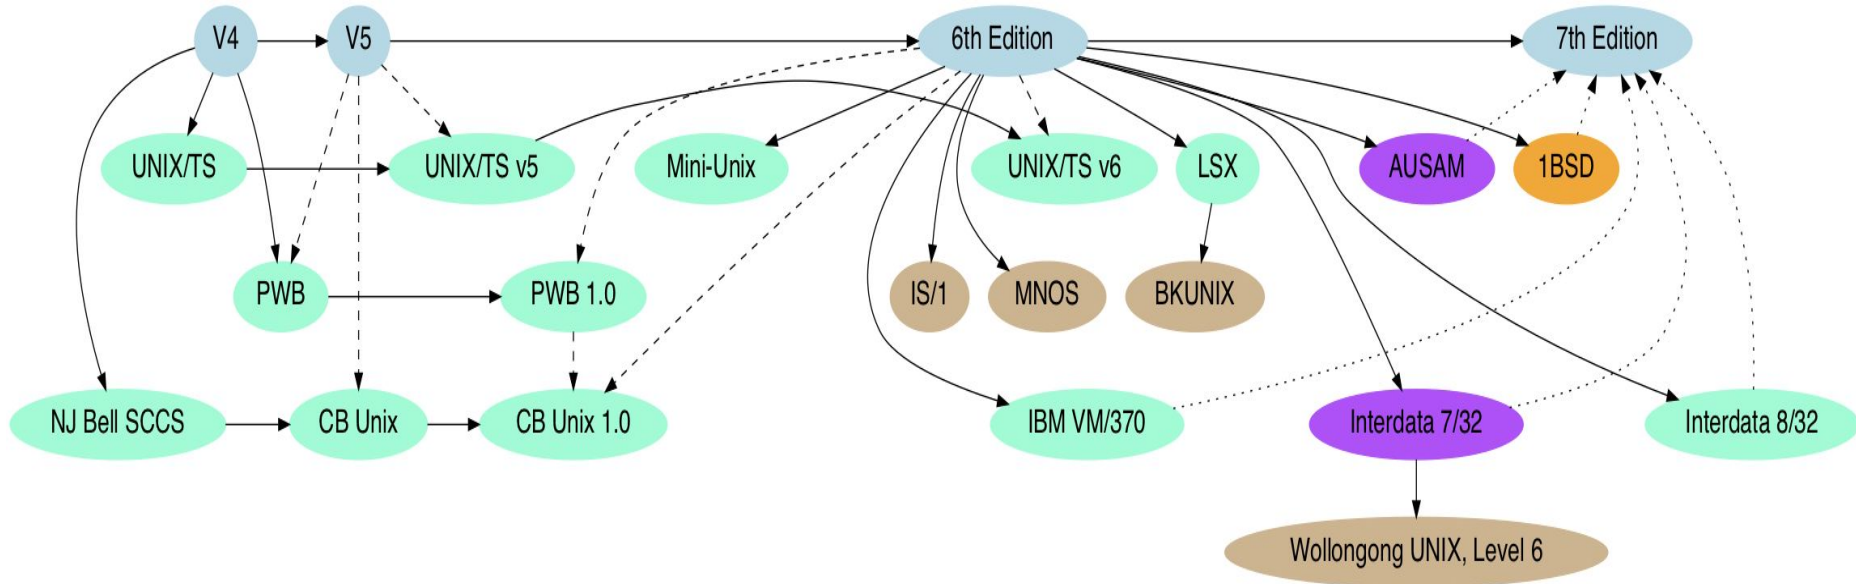 V4
V5
6th Edition
7th Edition
UNIX/TS
UNIX/TS v5
Mini-Unix
UNIX/TS v6
LSX
AUSAM
1BSD
PWB
PWB 1.0
IS/1
MNOS
BKUNIX
NJ Bell SCCS
CB Unix
CB Unix 1.0
IBM VM/370
Interdata 7/32
Interdata 8/32
Wollongong UNIX, Level 6